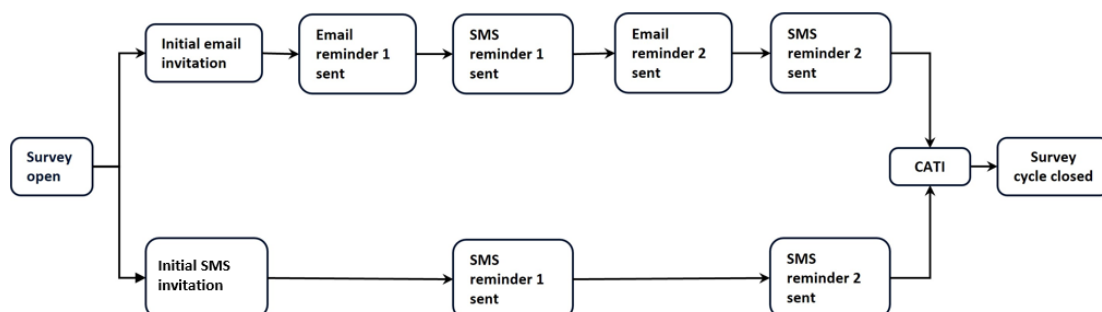 Initial email
invitation
Email
reminder 1
sent
SMS
reminder 1
sent
Email
reminder 2
sent
SMS
reminder 2
sent
Survey
open
CATI
Survey
cycle closed
Initial SMS
invitation
SMS
reminder 1
sent
SMS
reminder 2
sent